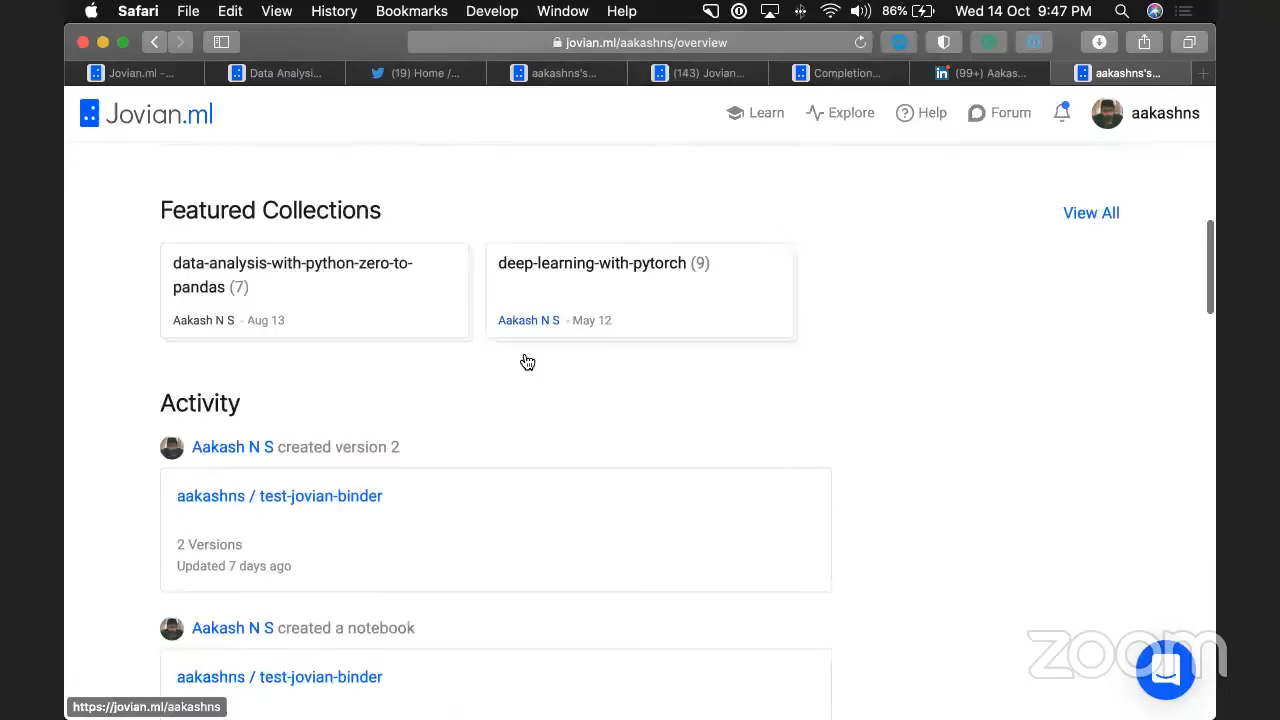 Safari File Edit View History Bookmarks Develop Window Help 86% Wed 14 Oct 9:47 PM
jovian.ml/aakashns/overview
Jovian.ml -... Data Analysi... (19) Home /... aakashns's... (143) Jovian... Completion... (99+) Aakas... aakashns's...
Jovian.ml Learn Explore Help Forum aakashns
Featured Collections View All
data-analysis-with-python-zero-to-
pandas (7)
Aakash N S - Aug 13
deep-learning-with-pytorch (9)
Aakash N S - May 12
Activity
Aakash N S created version 2
aakashns / test-jovian-binder
2 Versions
Updated 7 days ago
Aakash N S created a notebook
aakashns / test-jovian-binder
zoom
https://jovian.ml/aakashns